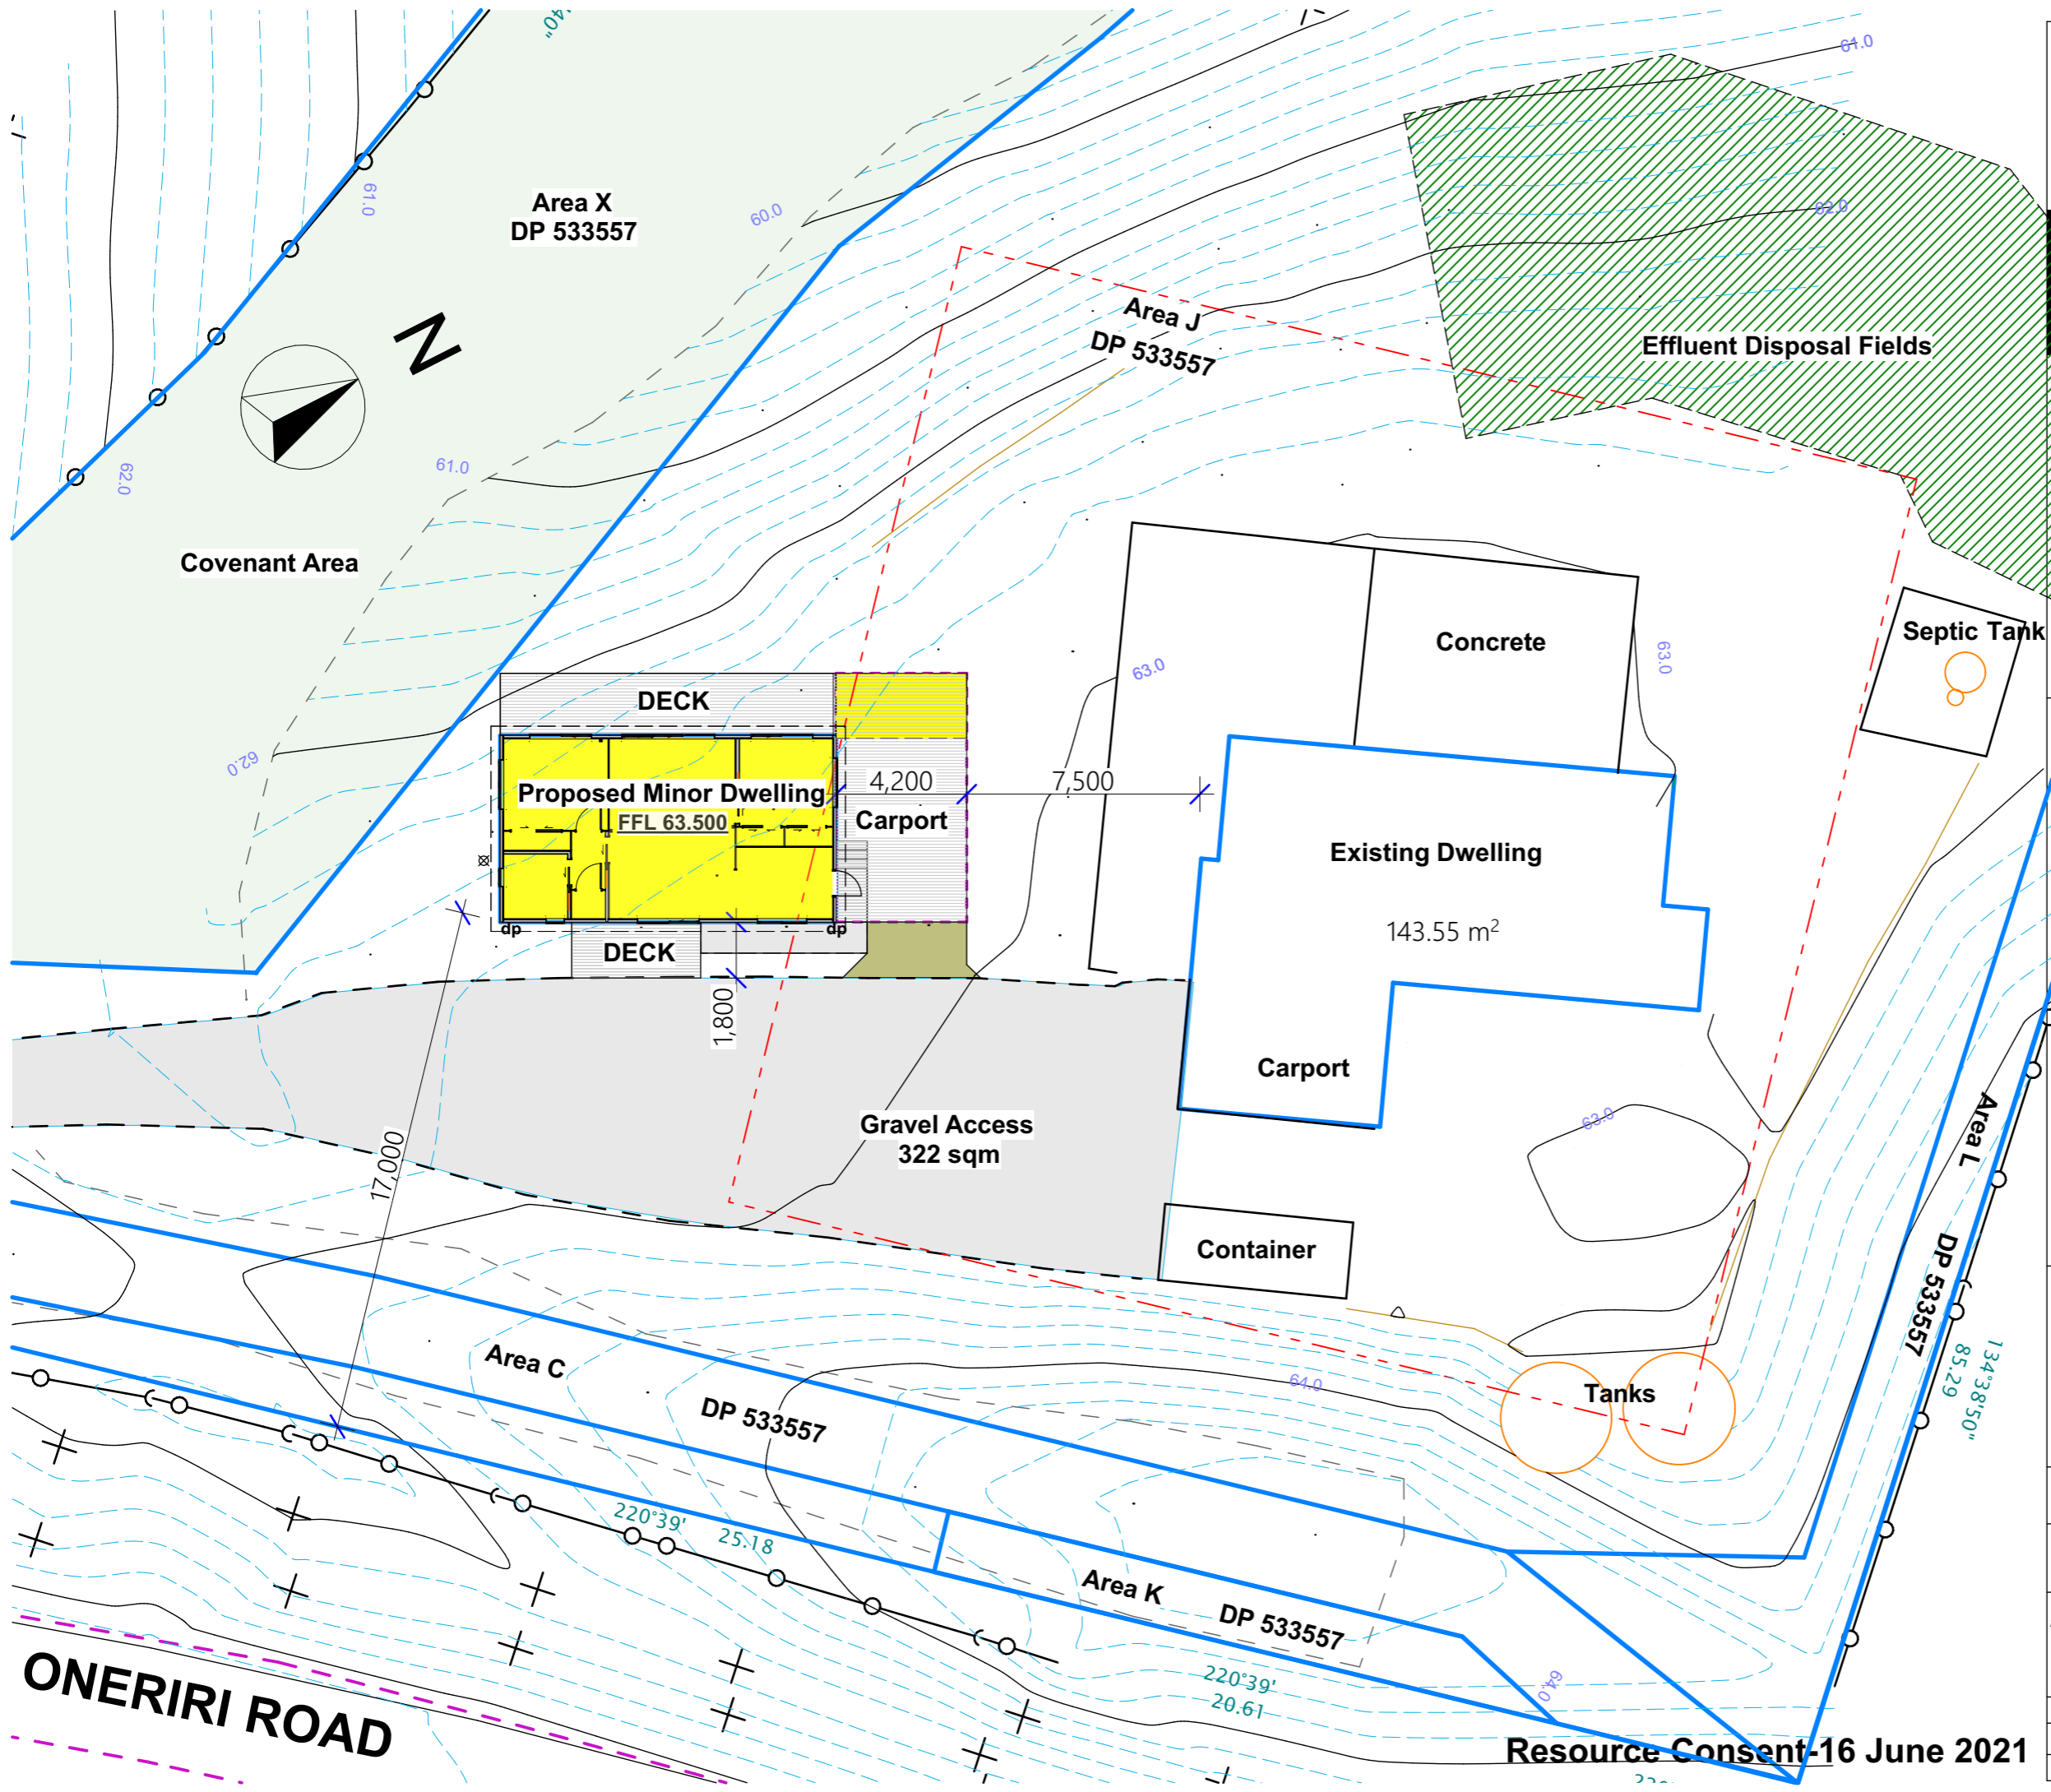 40"
61.0
61.0
Area X
DP 533557
60.0
62.0
N
Area J
DP 533557
Effluent Disposal Fields
62.0
61.0
Covenant Area
Septic Tank
Concrete
63.0
63.0
DECK
62.0
Proposed Minor Dwelling
4,200
7,500
FFL 63.500
Carport
Existing Dwelling
143.55 m²
dp
dp
DECK
1,800
Carport
Gravel Access
322 sqm
63.0
Area L
17,000
Container
DP 533557
134°38'50"
85.29
Area C
64.0
Tanks
DP 533557
220°39'
25.18
Area K
DP 533557
220°39'
20.61
64.0
ONERIRI ROAD
Resource Consent-16 June 2021